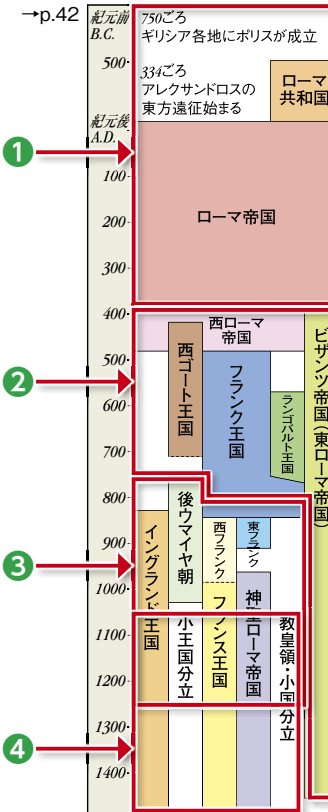 →p.42
紀元前
B.C.
750ごろ
ギリシア各地にポリスが成立
500
334ごろ
アレクサンドロスの
東方遠征始まる
ローマ
共和国
紀元後
A.D.
1
100
200
ローマ帝国
300
400
西ローマ
帝国
500
2
600
700
西ゴート王国
フランク王国
ランゴバルト王国
ビザンツ帝国(東ローマ帝国)
800
900
3
1000
1100
1200
1300
4
1400
イングランド王国
後ウマイヤ朝
小王国分立
西フランク
フランス王国
東フランク
神聖ローマ帝国
教皇領・小国分立